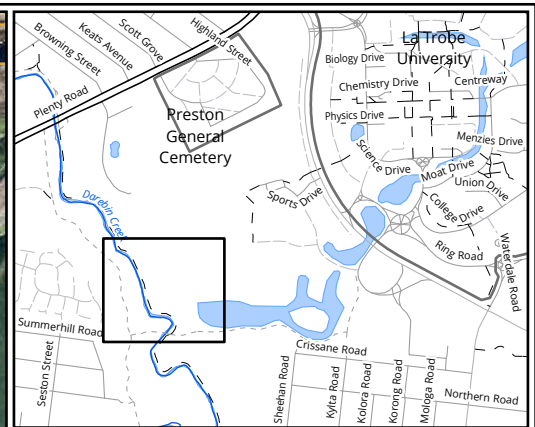 Browning Street
Keats Avenue
Scott Grove
Highland Street
Plenty Road
Preston
General
Cemetery
La Trobe
University
Biology Drive
Chemistry Drive
Centreway
Physics Drive
Menzies Drive
Science Drive
Moat Drive
Union Drive
College Drive
Sports Drive
Ring Road
Waterdale Road
Darebin Creek
Summerhill Road
Seston Street
Crissane Road
Sheehan Road
Kylta Road
Kolora Road
Korong Road
Mologa Road
Northern Road